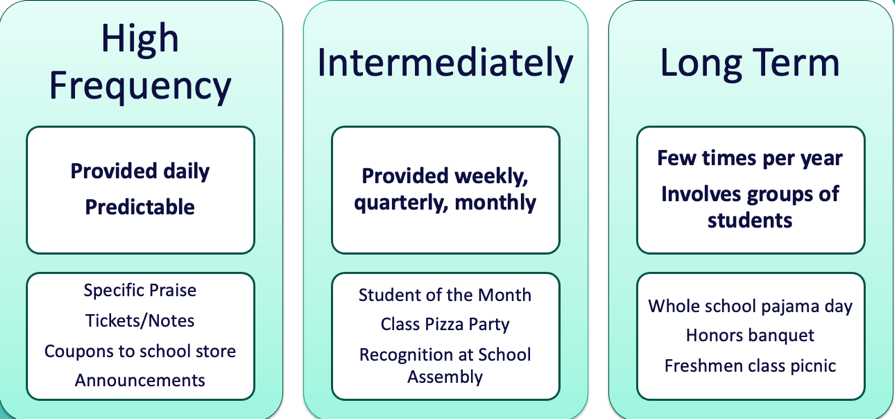 High
Frequency
Provided daily
Predictable
Specific Praise
Tickets/Notes
Coupons to school store
Announcements
Intermediately
Provided weekly,
quarterly, monthly
Student of the Month
Class Pizza Party
Recognition at School
Assembly
Long Term
Few times per year
Involves groups of
students
Whole school pajama day
Honors banquet
Freshmen class picnic